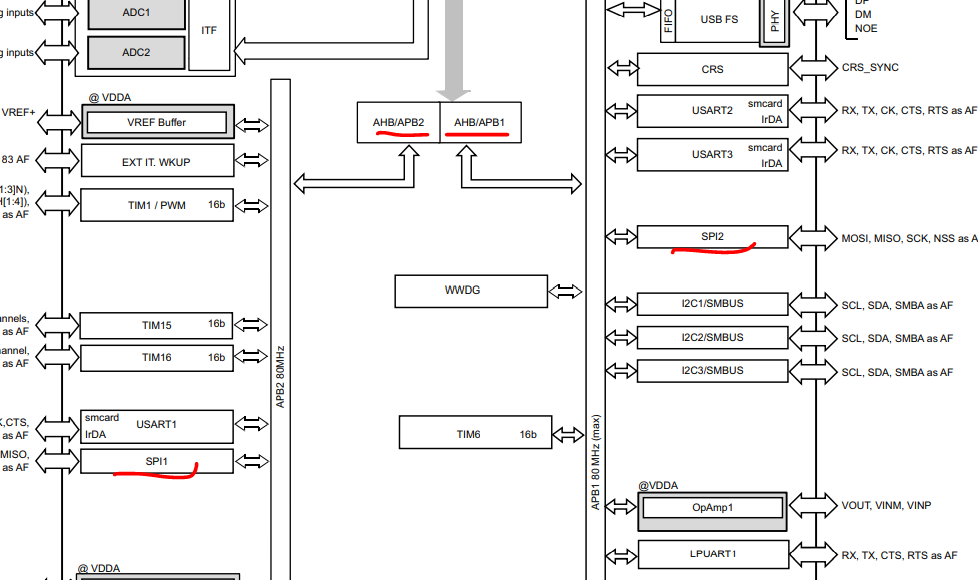 ADC1
g inputs
ITF
ADC2
g inputs
@ VDDA
VREF+
VREF Buffer
83 AF
EXT IT. WKUP
[1:3]N),
H[1:4]),
as AF
TIM1 / PWM 16b
annels,
as AF
TIM15 16b
hannel,
as AF
TIM16 16b
smcard
IrDA
USART1
K,CTS,
as AF
MISO,
as AF
SPI1
@ VDDA
APB2 80MHz
AHB/APB2
AHB/APB1
WWDG
TIM6 16b
APB1 80 MHz (max)
FIFO
USB FS
PHY
DP
DM
NOE
CRS
CRS_SYNC
USART2
smcard
IrDA
RX, TX, CK, CTS, RTS as AF
USART3
smcard
IrDA
RX, TX, CK, CTS, RTS as AF
SPI2
MOSI, MISO, SCK, NSS as A
I2C1/SMBUS
SCL, SDA, SMBA as AF
I2C2/SMBUS
SCL, SDA, SMBA as AF
I2C3/SMBUS
SCL, SDA, SMBA as AF
@VDDA
OpAmp1
VOUT, VINM, VINP
LPUART1
RX, TX, CTS, RTS as AF